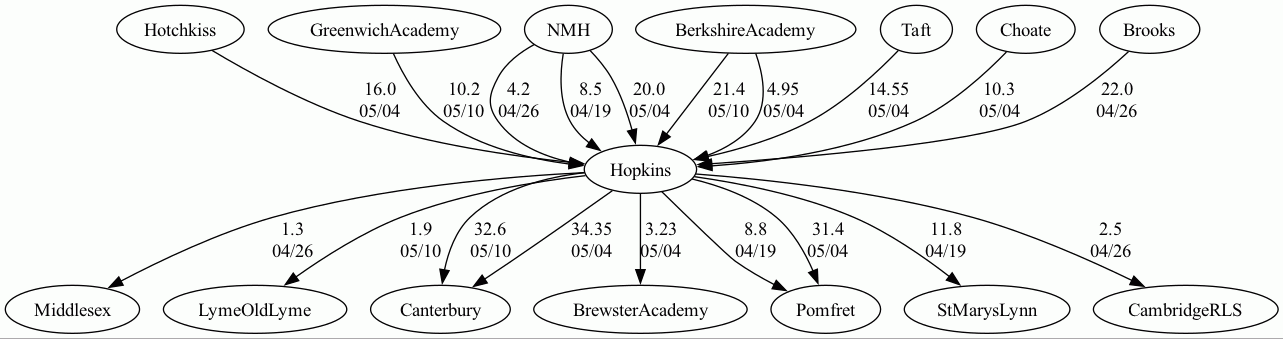 Hotchkiss GreenwichAcademy NMH BerkshireAcademy Taft Choate Brooks
16.0 10.2 4.2 8.5 20.0 21.4 4.95 14.55 10.3 22.0
05/04 05/10 04/26 04/19 05/04 05/10 05/04 05/04 05/04 04/26
Hopkins
1.3 1.9 32.6 34.35 3.23 8.8 31.4 11.8 2.5
04/26 05/10 05/10 05/04 05/04 04/19 05/04 04/19 04/26
Middlesex LymeOldLyme Canterbury BrewsterAcademy Pomfret StMarysLynn CambridgeRLS